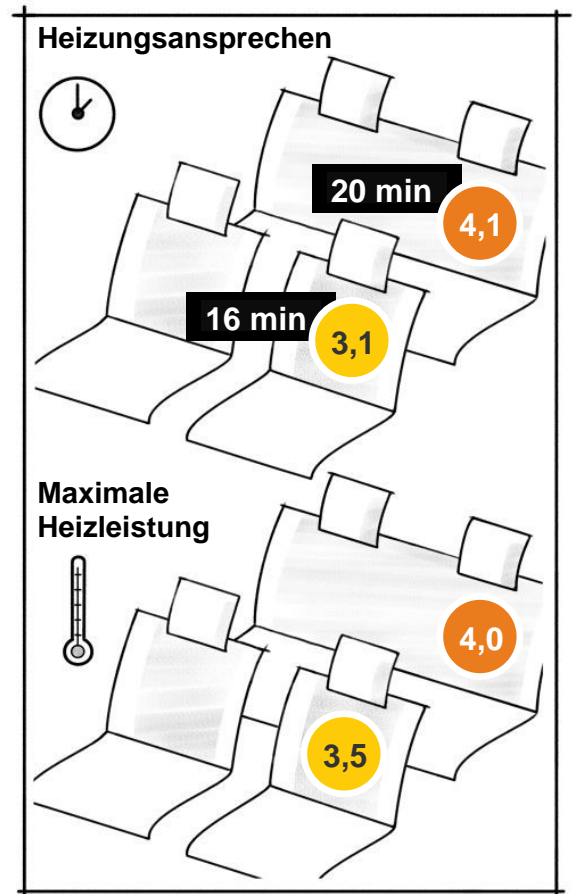 Heizungsansprechen
20 min
4,1
16 min
3,1
Maximale
Heizleistung
4,0
3,5